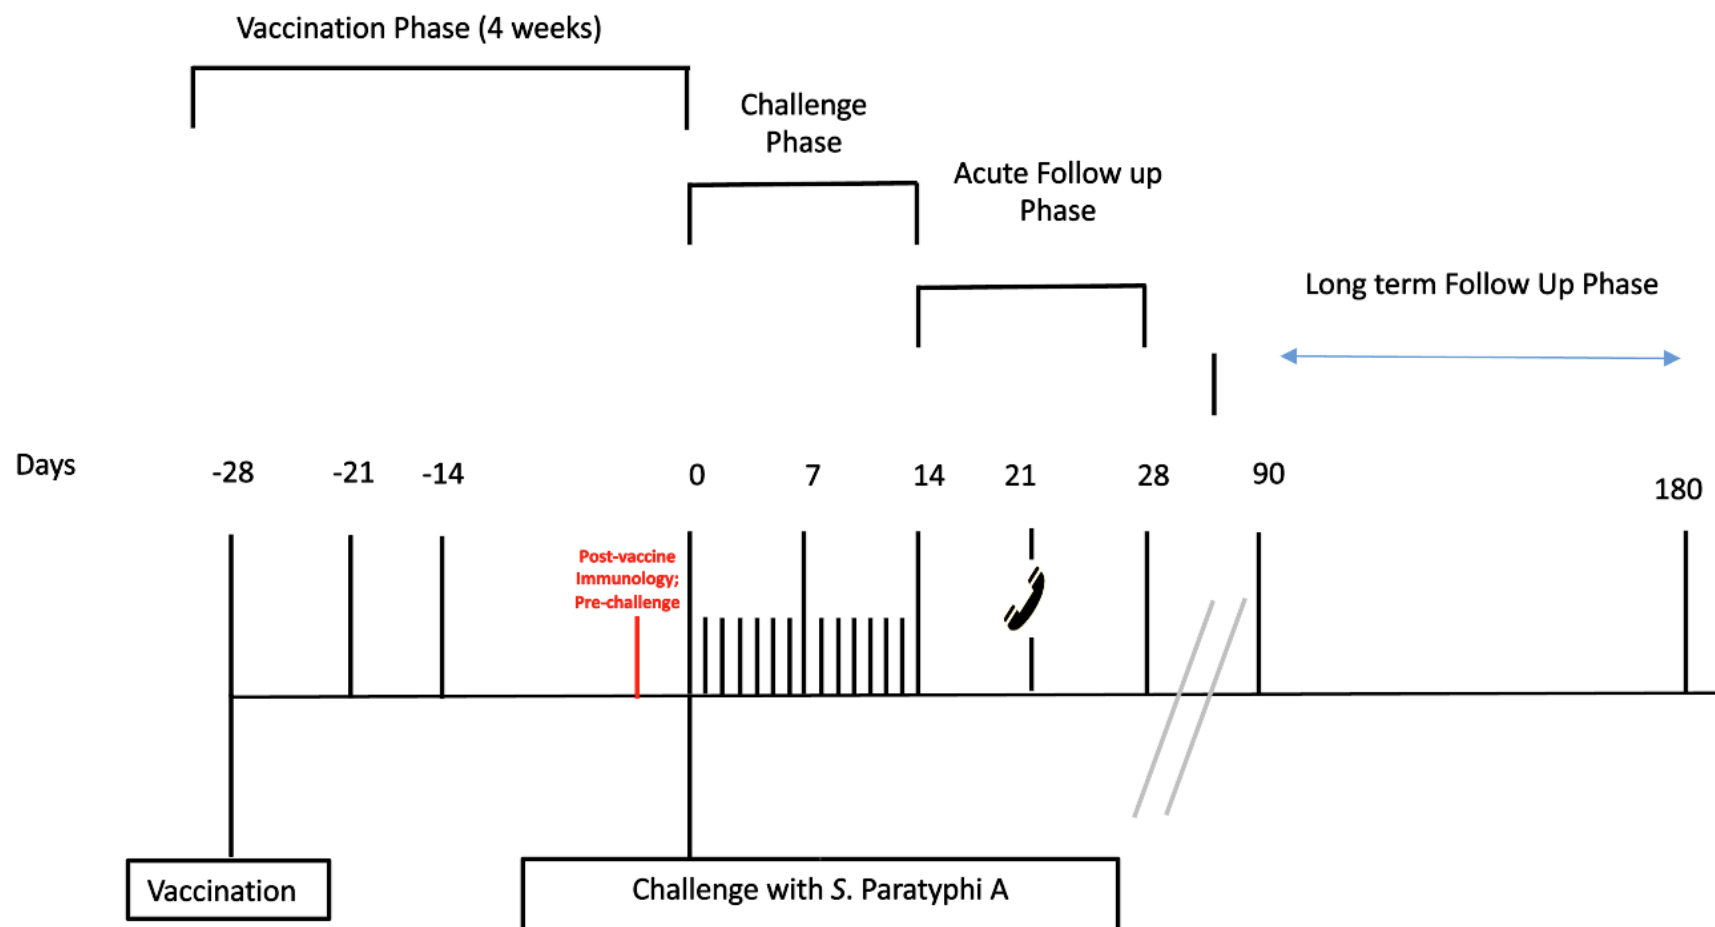 Vaccination Phase (4 weeks)
Challenge
Phase
Acute Follow up
Phase
Long term Follow Up Phase
Days
-28
-21
-14
0
7
14
21
28
90
180
Post-vaccine
Immunology;
Pre-challenge
Vaccination
Challenge with S. Paratyphi A